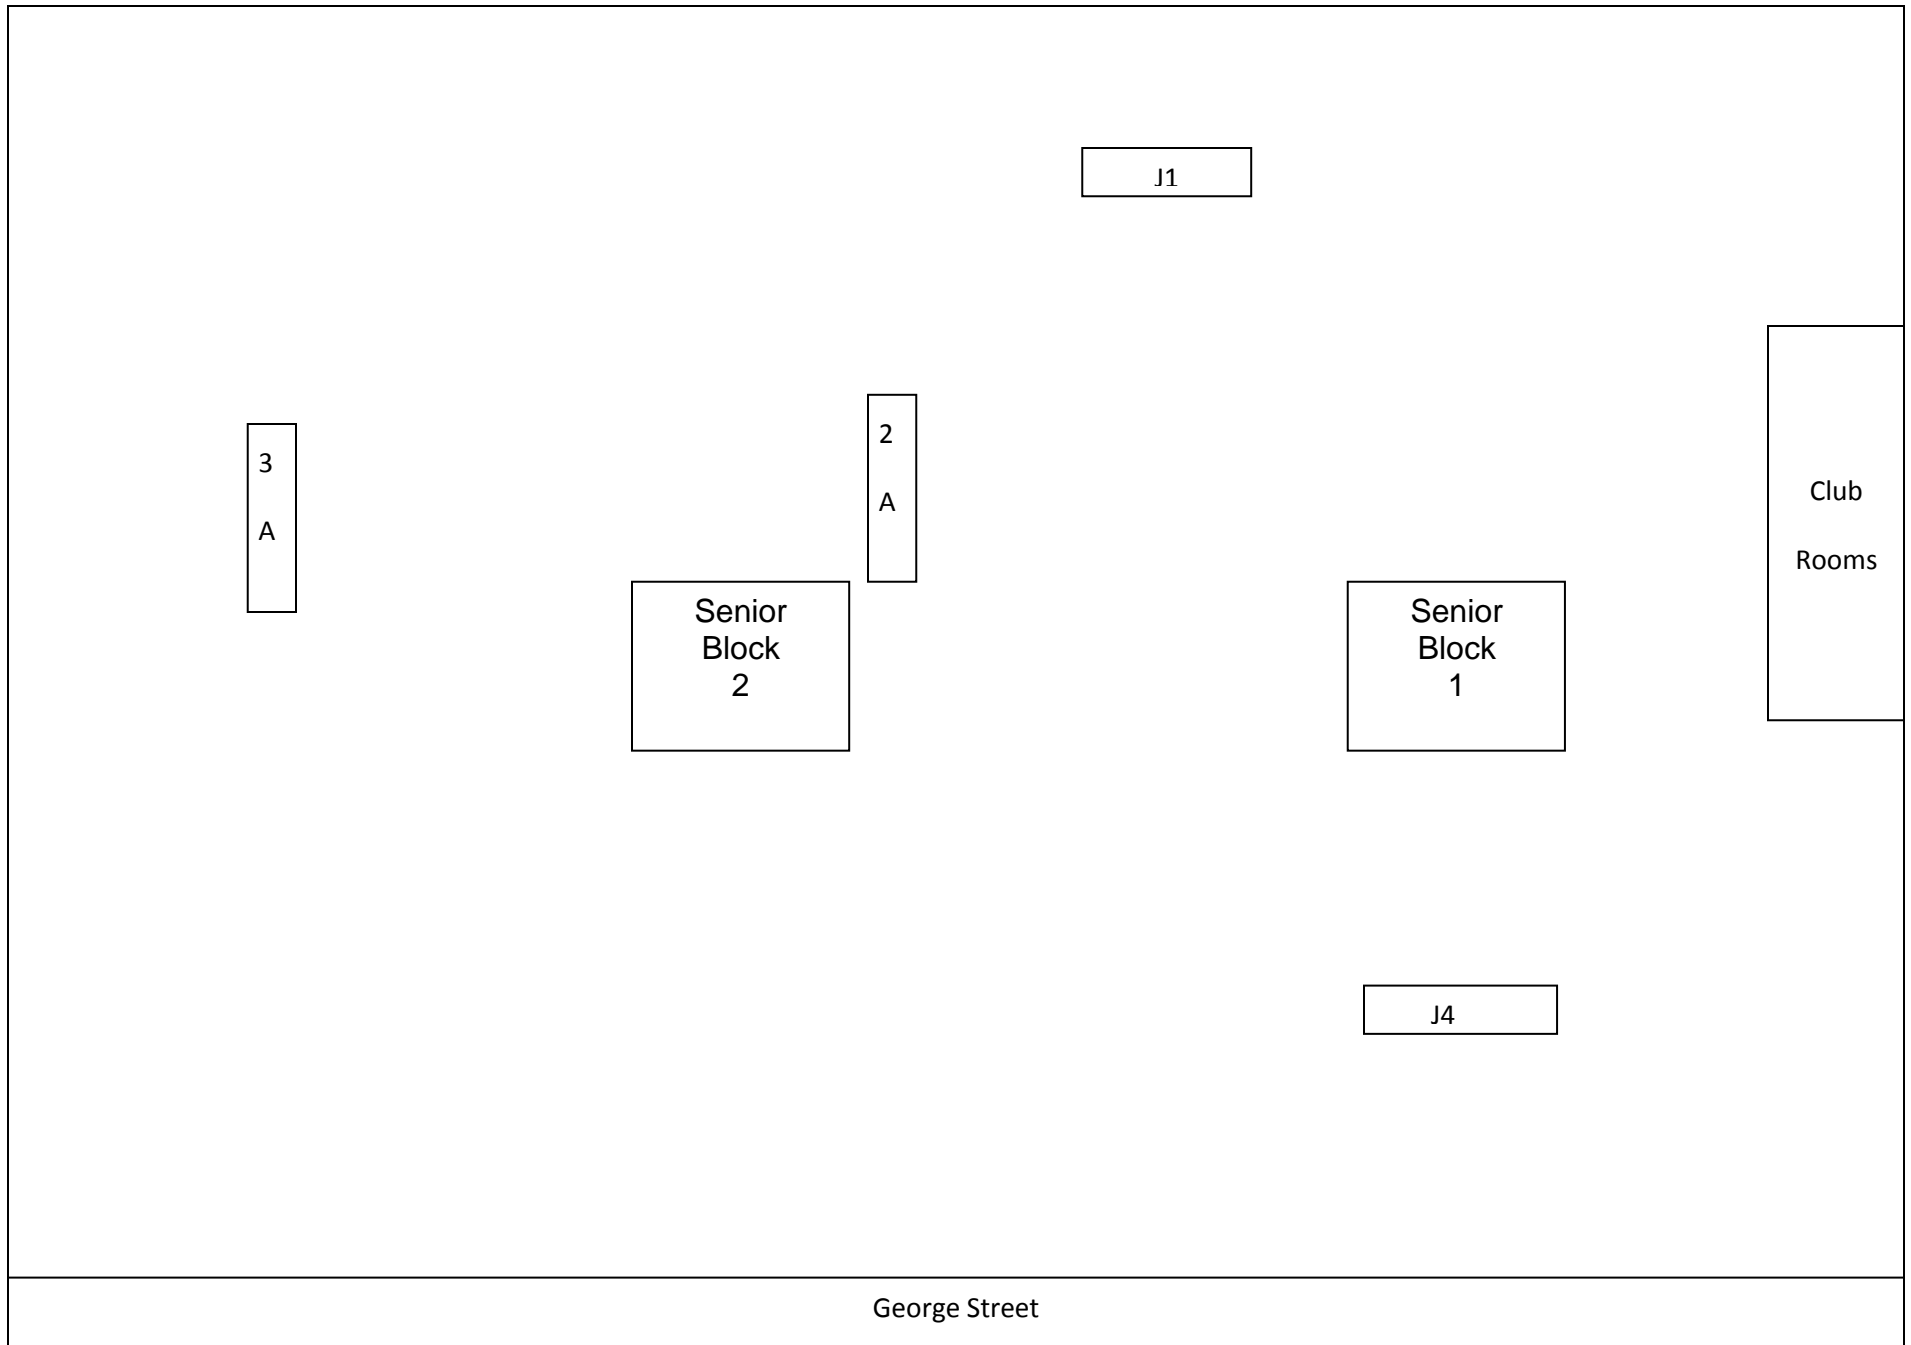 J1
2
A
3
A
Club
Rooms
Senior
Block
2
Senior
Block
1
J4
George Street